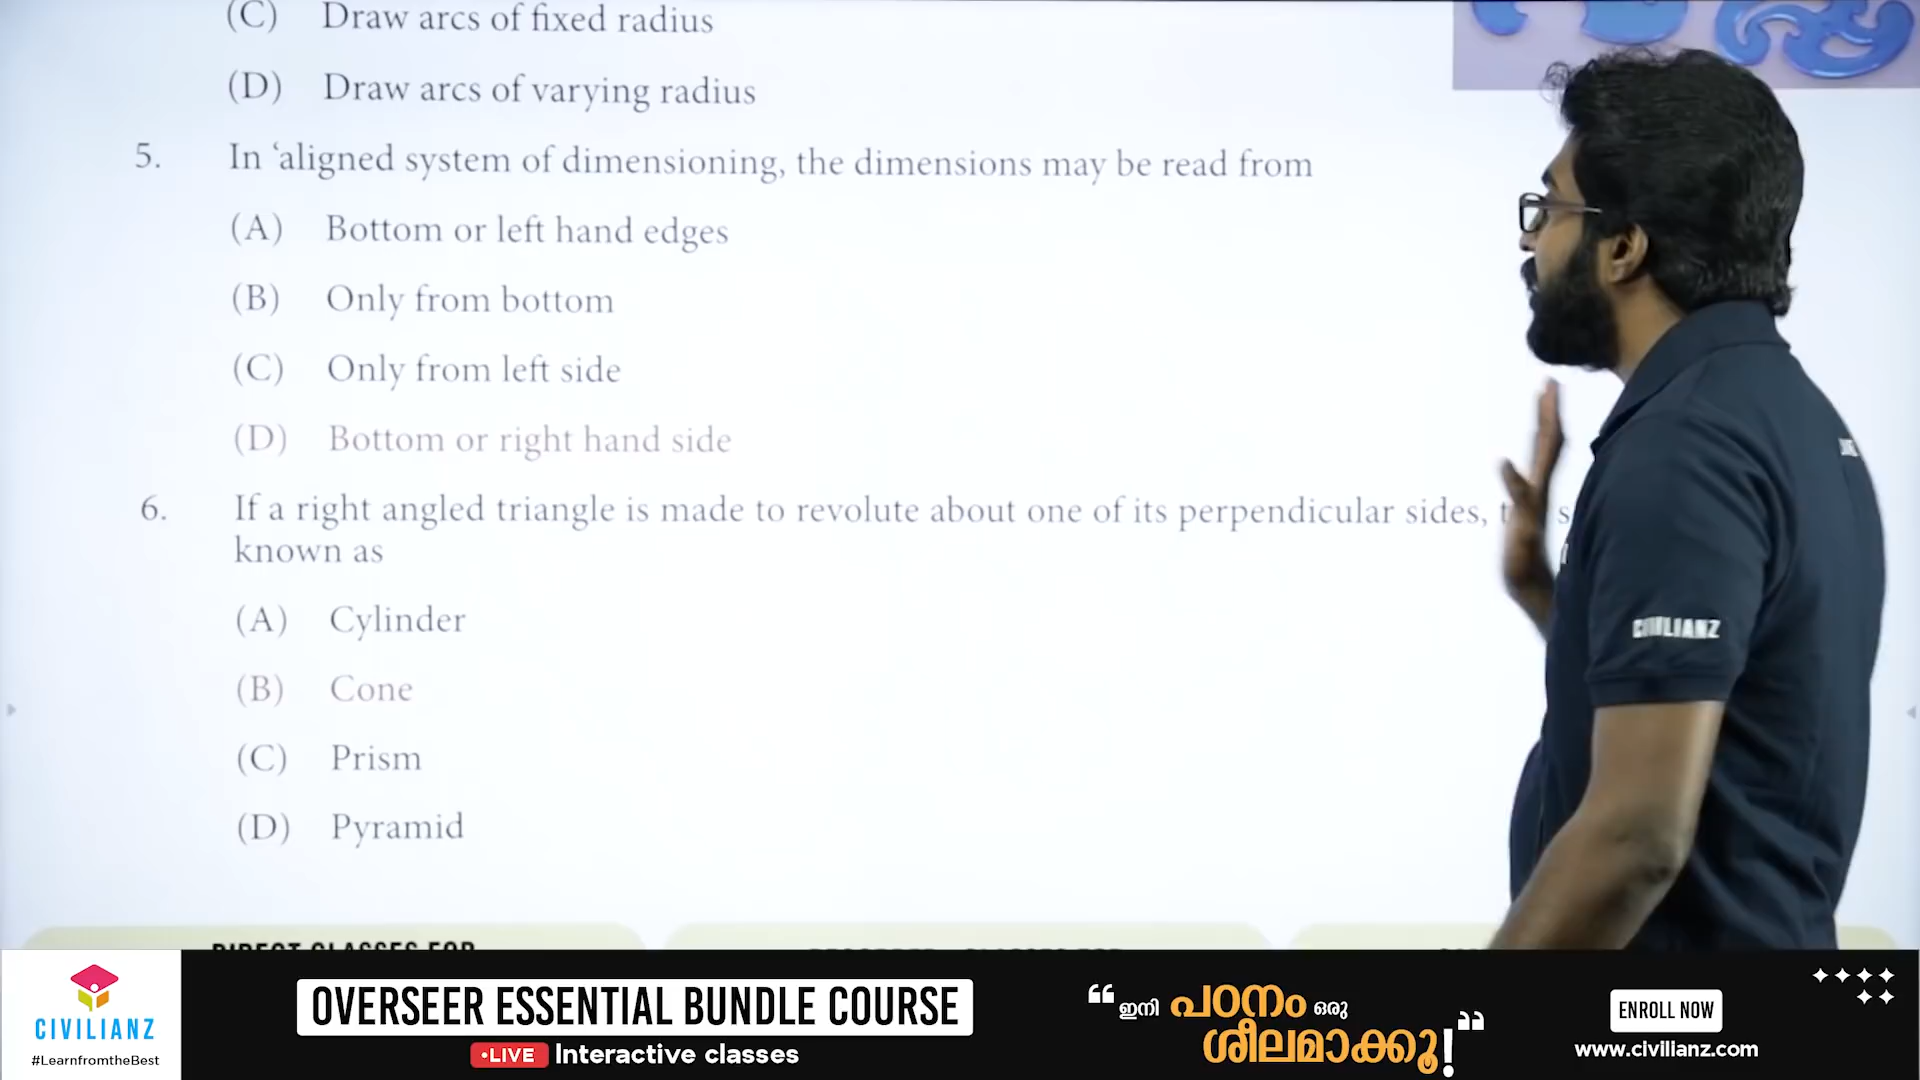 (C) Draw arcs of fixed radius
(D) Draw arcs of varying radius
5. In ‘aligned system of dimensioning, the dimensions may be read from
(A) Bottom or left hand edges
(B) Only from bottom
(C) Only from left side
(D) Bottom or right hand side
6. If a right angled triangle is made to revolute about one of its perpendicular sides,
known as
(A) Cylinder
(B) Cone
(C) Prism
(D) Pyramid
CIVILIANZ
DIRECT CLASSES FOR
CIVILIANZ
#LearnfromtheBest
OVERSEER ESSENTIAL BUNDLE COURSE
•LIVE Interactive classes
“ഇനി പഠനം ഒരു
ശീലമാക്കൂ!”
ENROLL NOW
www.civilianz.com